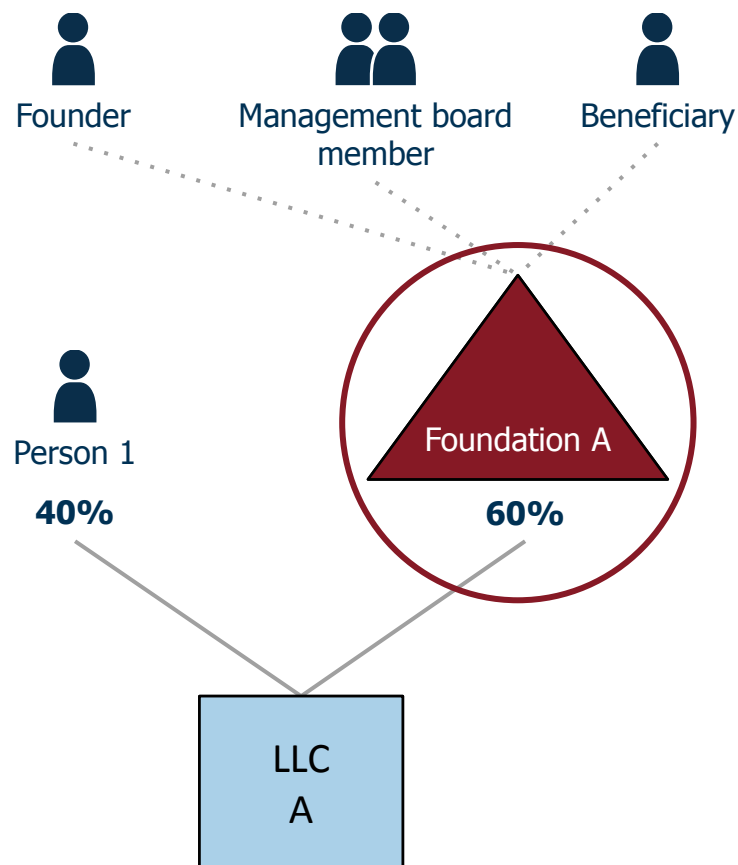 Founder
Management board
member
Beneficiary
Person 1
Foundation A
40%
60%
LLC
A